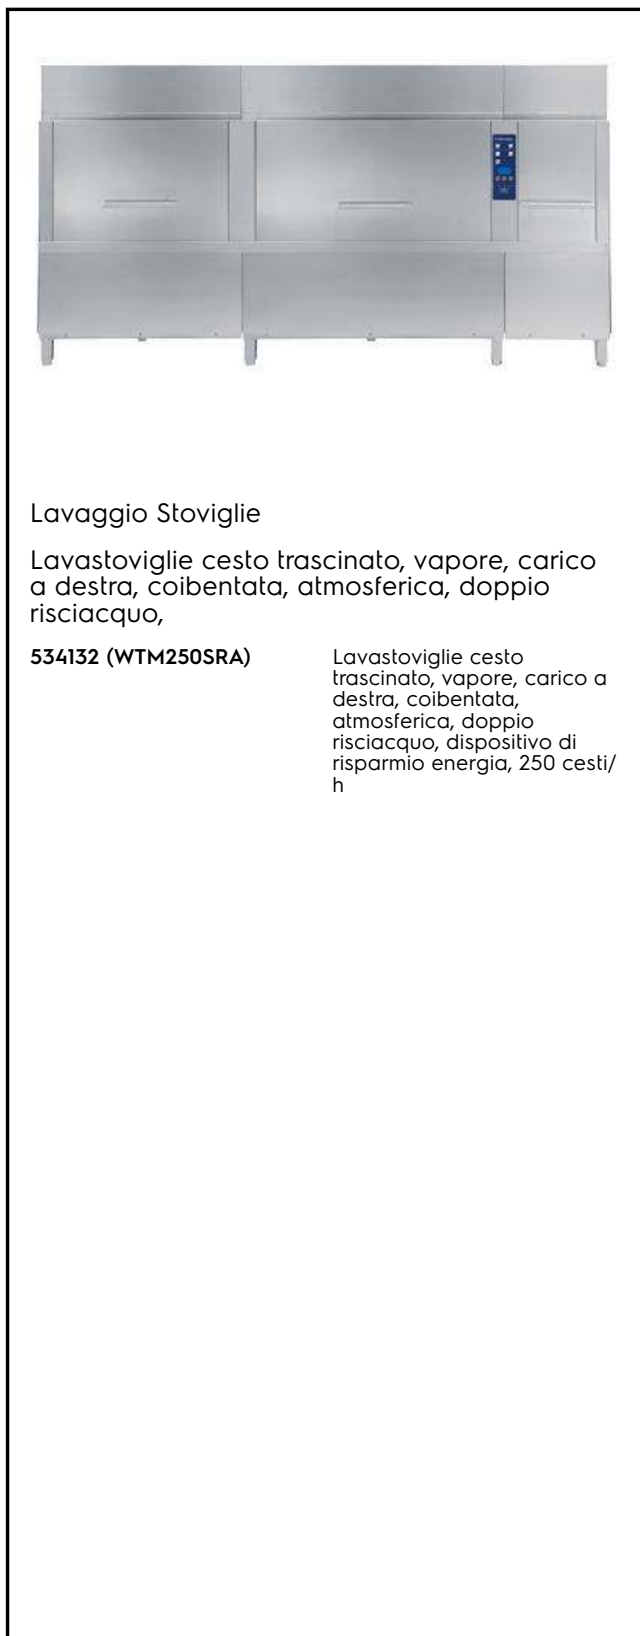 Lavaggio Stoviglie
Lavastoviglie cesto trascinato, vapore, carico
a destra, coibentata, atmosferica, doppio
risciacquo,
534132 (WTM250SRA)
Lavastoviglie cesto
trascinato, vapore, carico a
destra, coibentata,
atmosferica, doppio
risciacquo, dispositivo di
risparmio energia, 250 cesti/
h